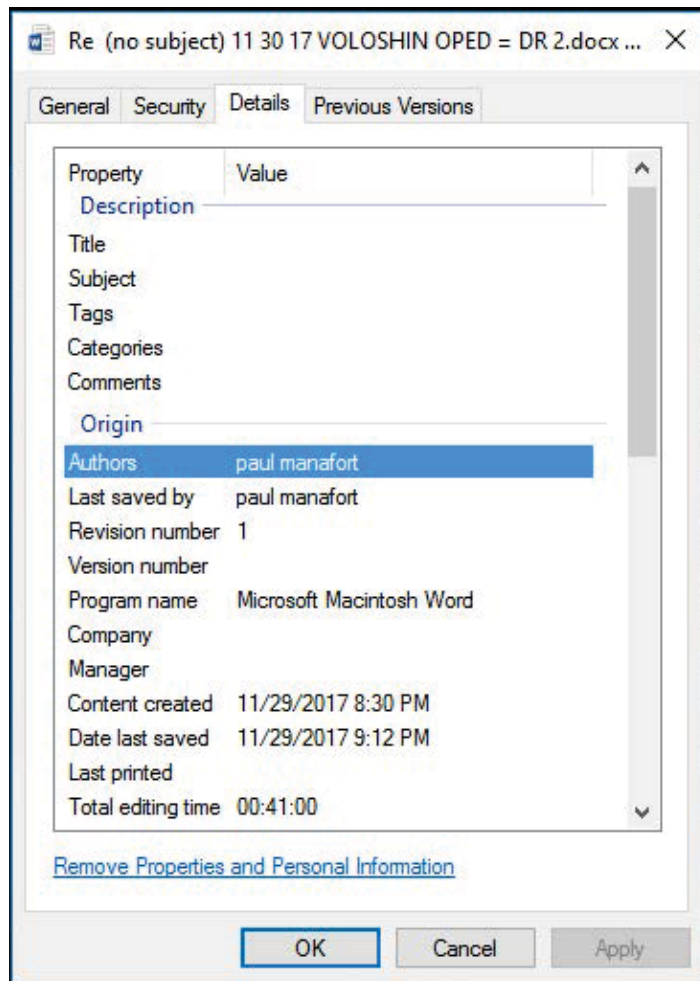 Re (no subject) 11 30 17 VOLOSHIN OPED = DR 2.docx ...
General Security Details Previous Versions
Property Value
Description
Title
Subject
Tags
Categories
Comments
Origin
Authors paul manafort
Last saved by paul manafort
Revision number 1
Version number
Program name Microsoft Macintosh Word
Company
Manager
Content created 11/29/2017 8:30 PM
Date last saved 11/29/2017 9:12 PM
Last printed
Total editing time 00:41:00
Remove Properties and Personal Information
OK Cancel Apply